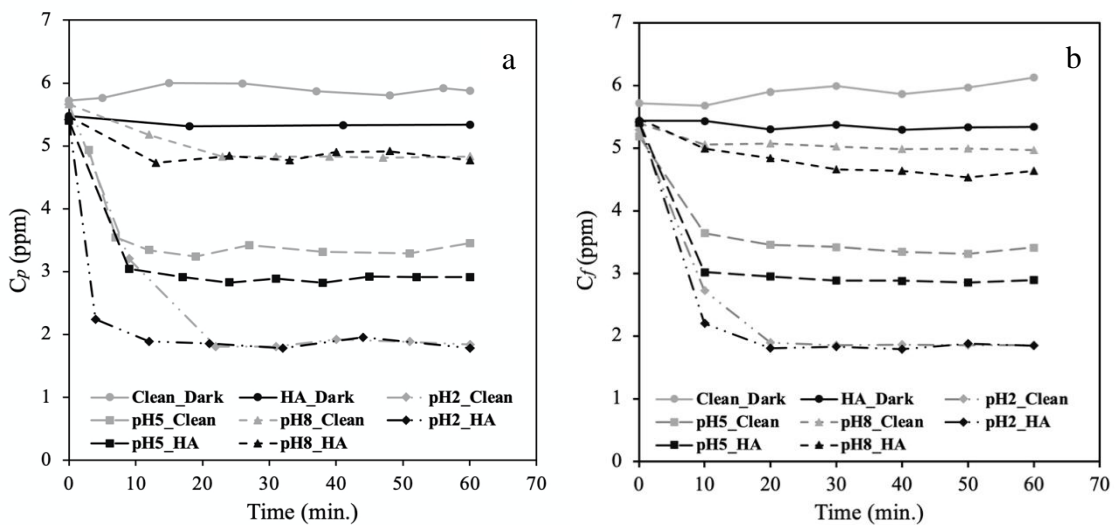 a
7
6
5
4
3
2
1
0
Cp (ppm)
Clean_Dark HA_Dark pH2_Clean
pH5_Clean pH8_Clean pH2_HA
pH5_HA pH8_HA
0 10 20 30 40 50 60 70
Time (min.)
b
7
6
5
4
3
2
1
0
Cf (ppm)
Clean_Dark HA_Dark pH2_Clean
pH5_Clean pH8_Clean pH2_HA
pH5_HA pH8_HA
0 10 20 30 40 50 60 70
Time (min.)